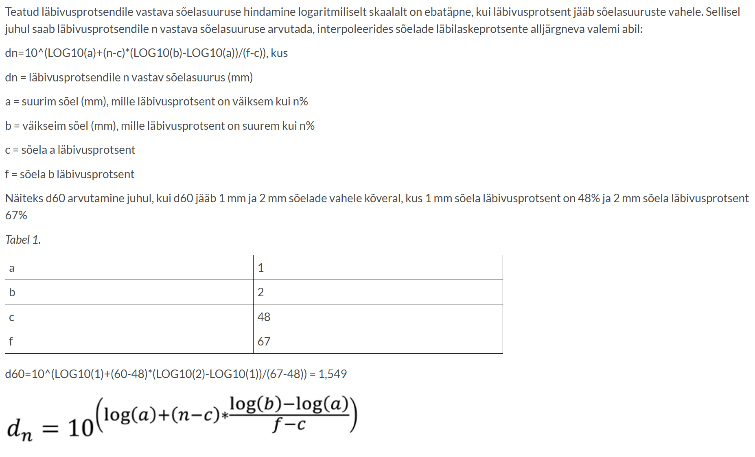 Teatud läbivusprotsendile vastava sõelasuuruse hindamine logaritmiliselt skaalalt on ebatäpne, kui läbivusprotsent jääb sõelasuuruste vahele. Sellisel
juhul saab läbivusprotsendile n vastava sõelasuuruse arvutada, interpoleerides sõelade läbilaskeprotsente alljärgneva valemi abil:
dn=10^(LOG10(a)+(n-c)*(LOG10(b)-LOG10(a))/(f-c)), kus
dn = läbivusprotsendile n vastav sõelasuurus (mm)
a = suurim sõel (mm), mille läbivusprotsent on väiksem kui n%
b = väikseim sõel (mm), mille läbivusprotsent on suurem kui n%
c = sõela a läbivusprotsent
f = sõela b läbivusprotsent
Näiteks d60 arvutamine juhul, kui d60 jääb 1 mm ja 2 mm sõelade vahele kõveral, kus 1 mm sõela läbivusprotsent on 48% ja 2 mm sõela läbivusprotsent
67%
Tabel 1.
a 1
b 2
c 48
f 67
d60=10^(LOG10(1)+(60-48)*(LOG10(2)-LOG10(1))/(67-48)) = 1,549
dₙ = 10^(log(a)+(n−c)*(log(b)−log(a))/(f−c))